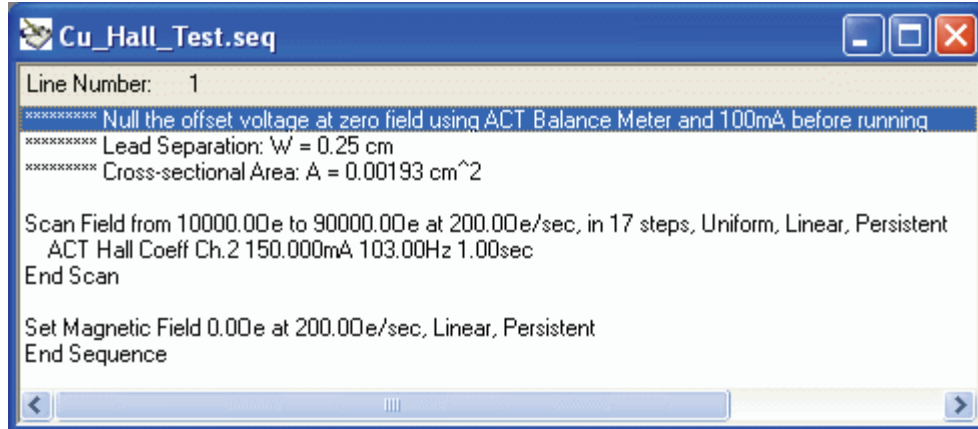 Cu_Hall_Test.seq
Line Number: 1
********* Null the offset voltage at zero field using ACT Balance Meter and 100mA before running
********* Lead Separation: W = 0.25 cm
********* Cross-sectional Area: A = 0.00193 cm^2
Scan Field from 10000.0Oe to 90000.0Oe at 200.0Oe/sec, in 17 steps, Uniform, Linear, Persistent
ACT Hall Coeff Ch.2 150.000mA 103.00Hz 1.00sec
End Scan
Set Magnetic Field 0.0Oe at 200.0Oe/sec, Linear, Persistent
End Sequence